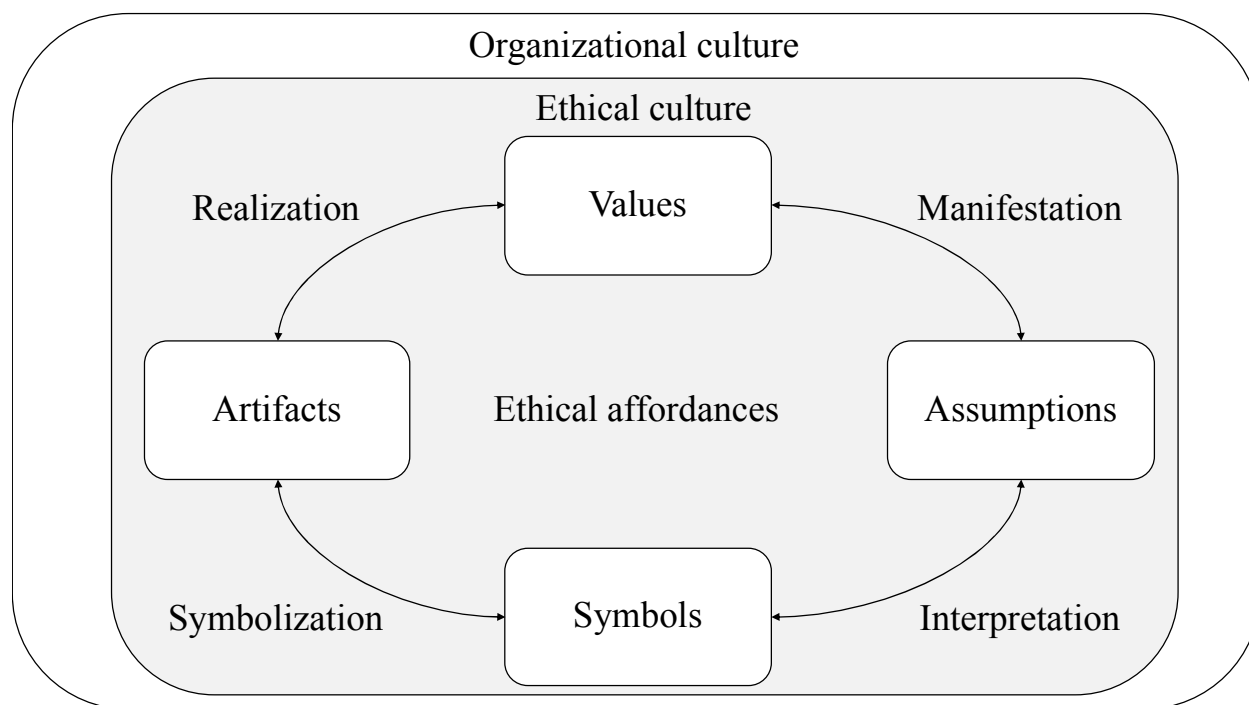 Organizational culture
Ethical culture
Realization
Values
Manifestation
Artifacts
Ethical affordances
Assumptions
Symbolization
Symbols
Interpretation